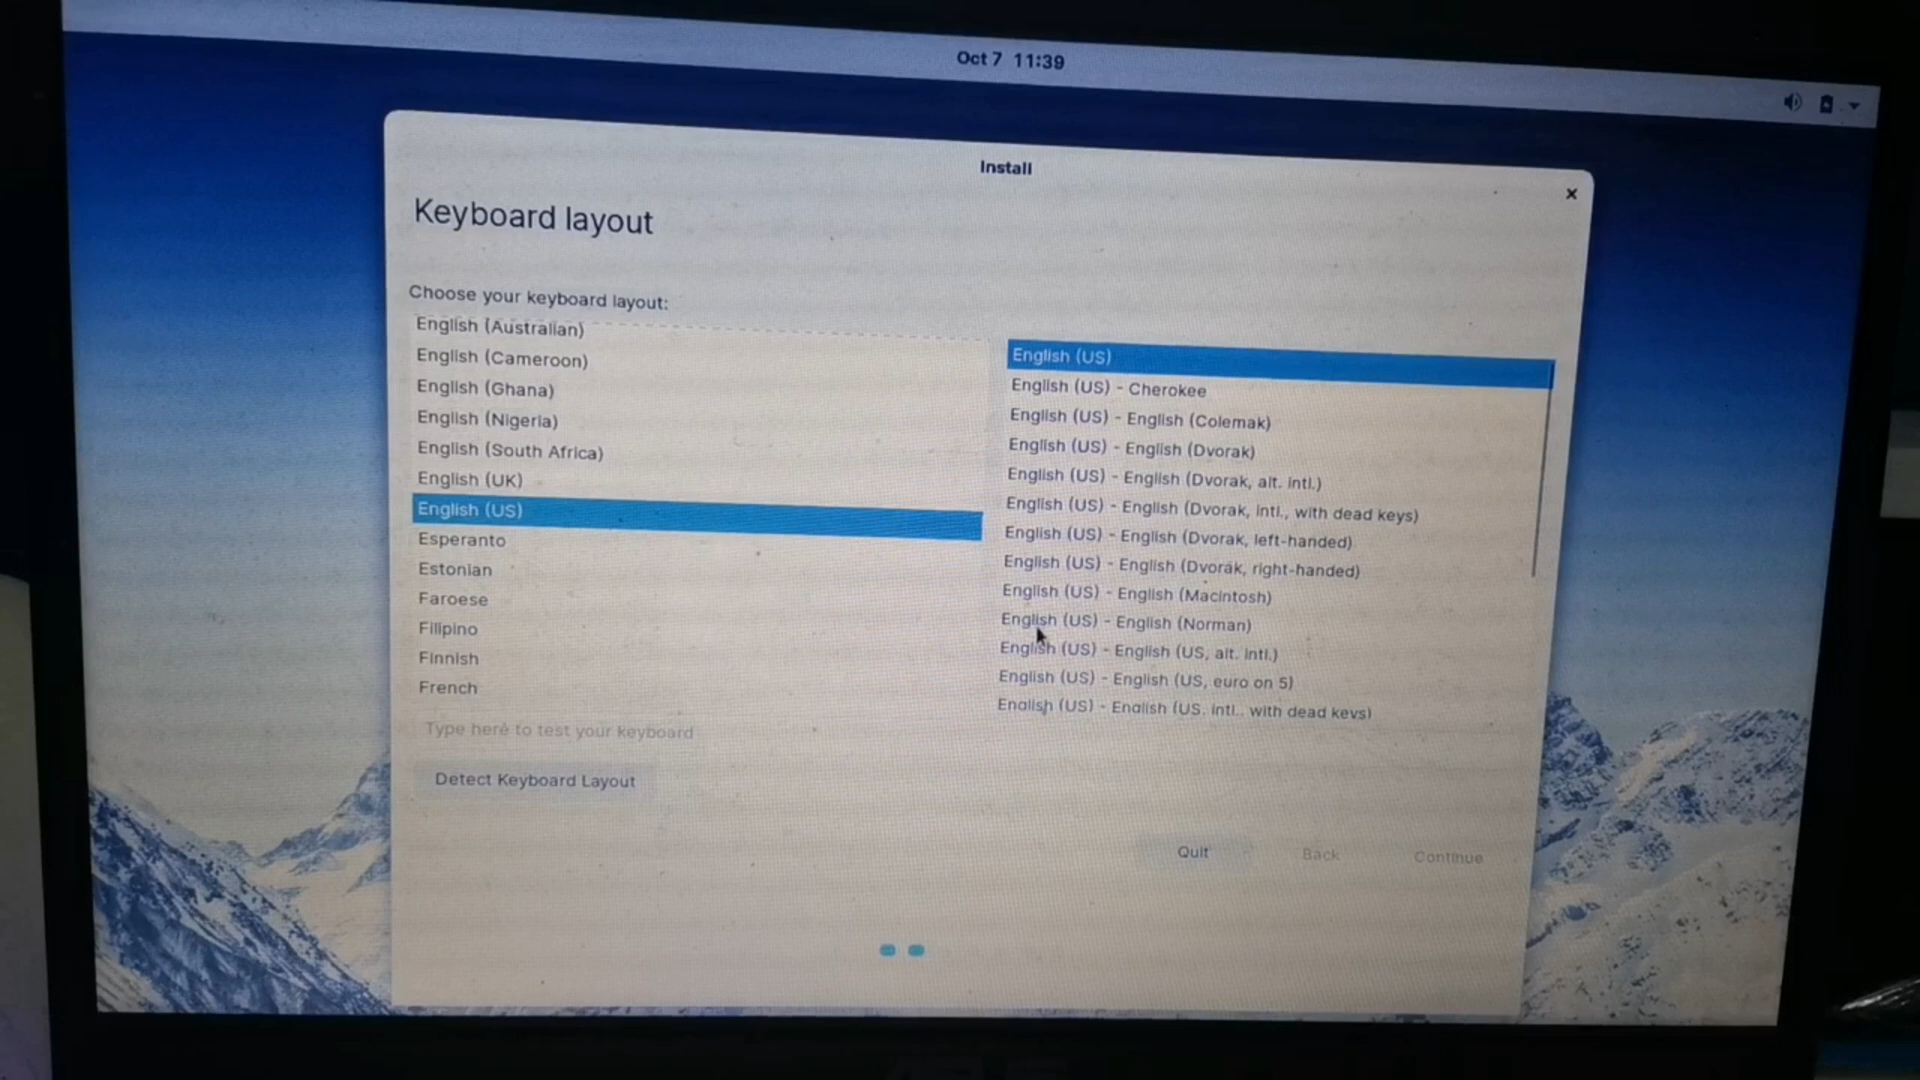 Oct 7 11:39
Install
Keyboard layout
Choose your keyboard layout:
English (Australian)
English (Cameroon)
English (Ghana)
English (Nigeria)
English (South Africa)
English (UK)
English (US)
Esperanto
Estonian
Faroese
Filipino
Finnish
French
English (US)
English (US) - Cherokee
English (US) - English (Colemak)
English (US) - English (Dvorak)
English (US) - English (Dvorak, alt. intl.)
English (US) - English (Dvorak, intl., with dead keys)
English (US) - English (Dvorak, left-handed)
English (US) - English (Dvorak, right-handed)
English (US) - English (Macintosh)
English (US) - English (Norman)
English (US) - English (US, alt. intl.)
English (US) - English (US, euro on 5)
English (US) - English (US, intl., with dead keys)
Type here to test your keyboard
Detect Keyboard Layout
Quit
Back
Continue